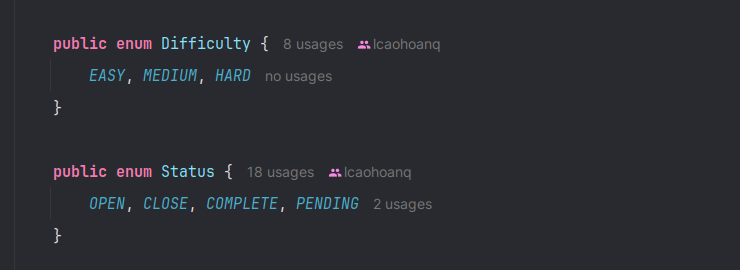 public enum Difficulty { 8 usages lcaohoanq
EASY, MEDIUM, HARD no usages
}
public enum Status { 18 usages lcaohoanq
OPEN, CLOSE, COMPLETE, PENDING 2 usages
}